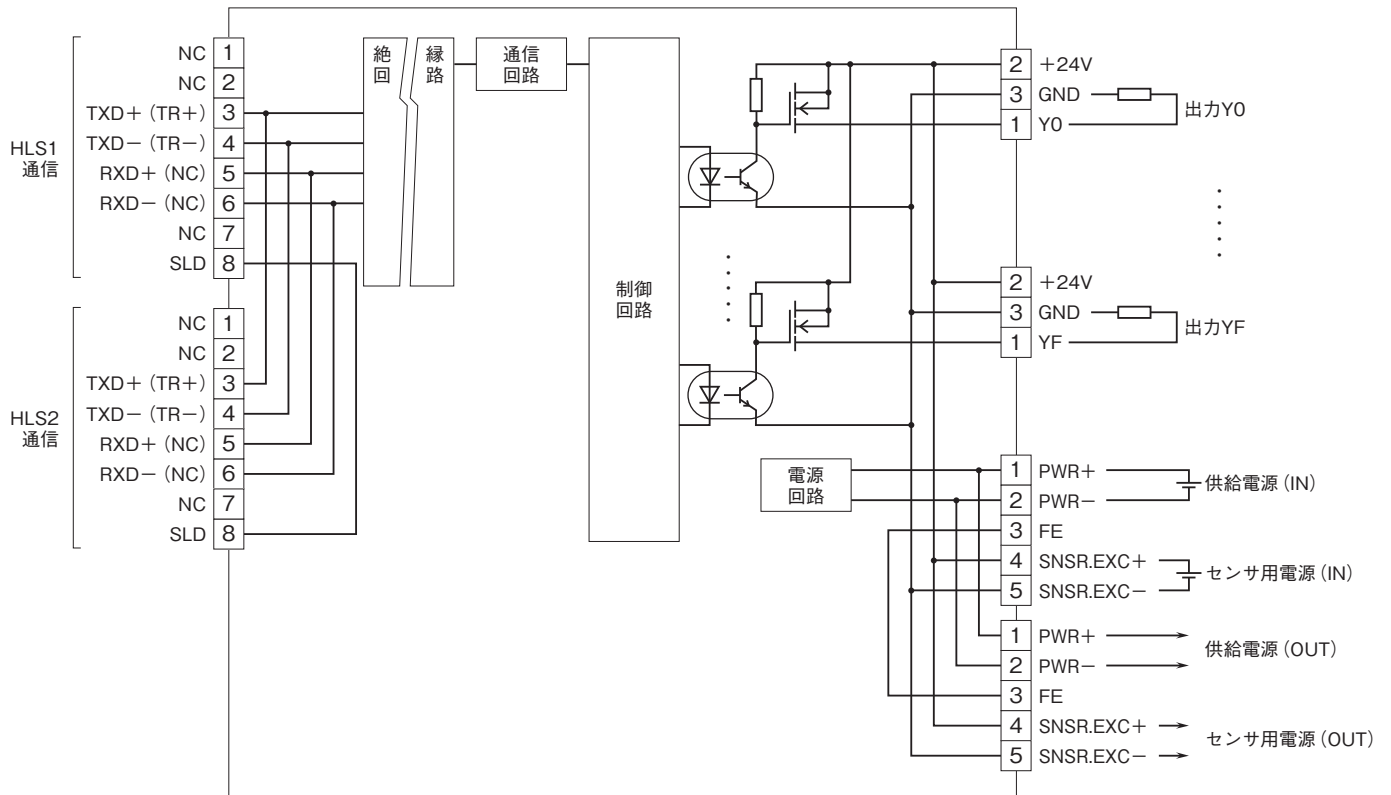 HLS1
通信
NC 1
NC 2
TXD+(TR+) 3
TXD−(TR−) 4
RXD+(NC) 5
RXD−(NC) 6
NC 7
SLD 8
HLS2
通信
NC 1
NC 2
TXD+(TR+) 3
TXD−(TR−) 4
RXD+(NC) 5
RXD−(NC) 6
NC 7
SLD 8
絶 縁
回 路
通信
回路
制御
回路
電源
回路
2 +24V
3 GND
1 Y0
出力Y0
2 +24V
3 GND
1 YF
出力YF
1 PWR+
2 PWR−
供給電源(IN)
3 FE
4 SNSR.EXC+
5 SNSR.EXC−
センサ用電源(IN)
1 PWR+
2 PWR−
供給電源(OUT)
3 FE
4 SNSR.EXC+
5 SNSR.EXC−
センサ用電源(OUT)